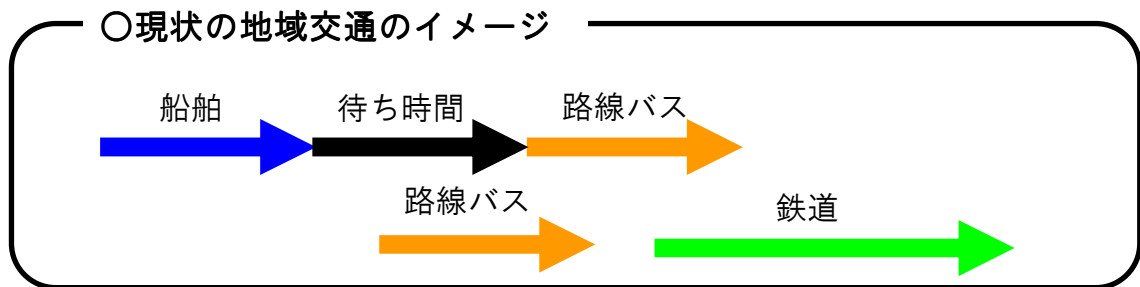 〇現状の地域交通のイメージ
船舶
待ち時間
路線バス
路線バス
鉄道